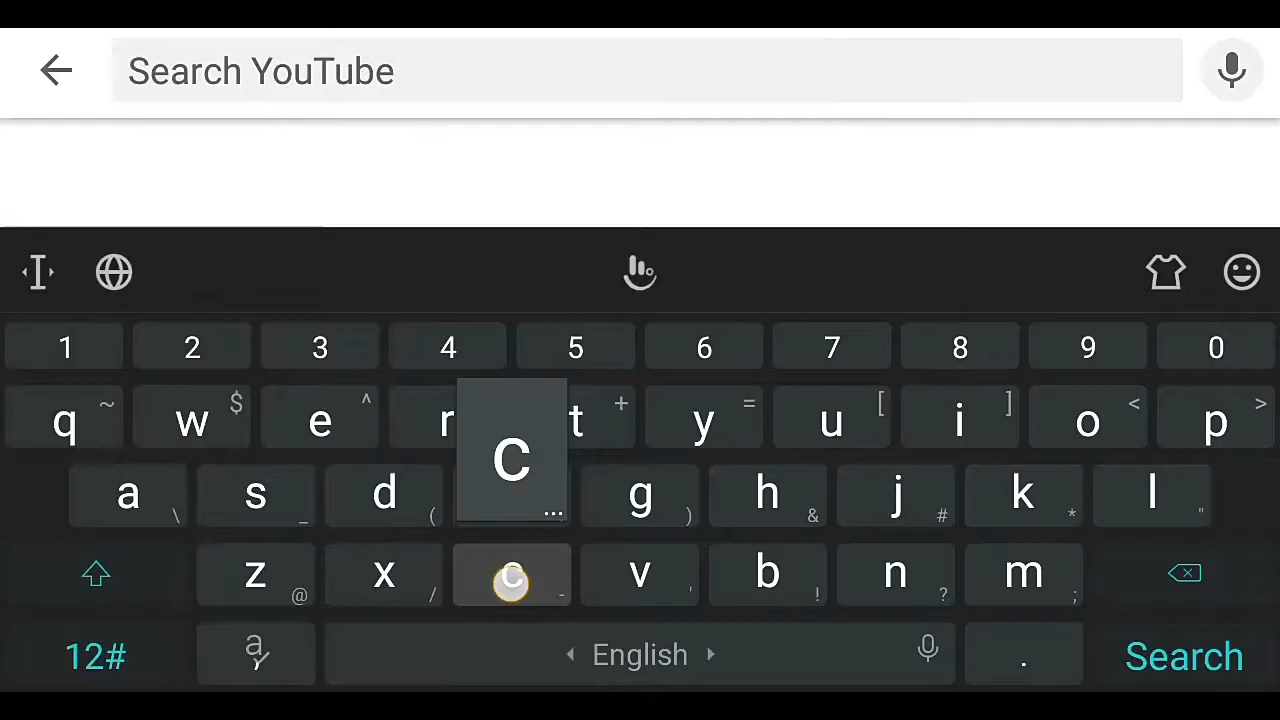 Search YouTube
1 2 3 4 5 6 7 8 9 0
q ~ w $ e ^ r t + y = u [ i ] o < p >
c ...
a \ s _ d ( g ) h & j # k * l "
z @ x / c - v ' b ! n ? m ;
12# a , English . Search